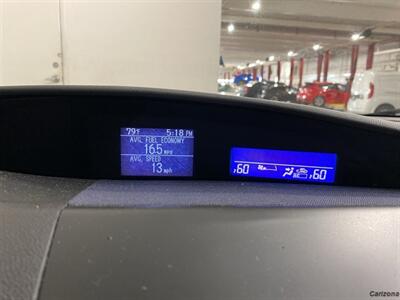 79°F 5:18 PM
AVG. FUEL ECONOMY
16.5 mpg
AVG. SPEED
13 mph
60 60
Carizona